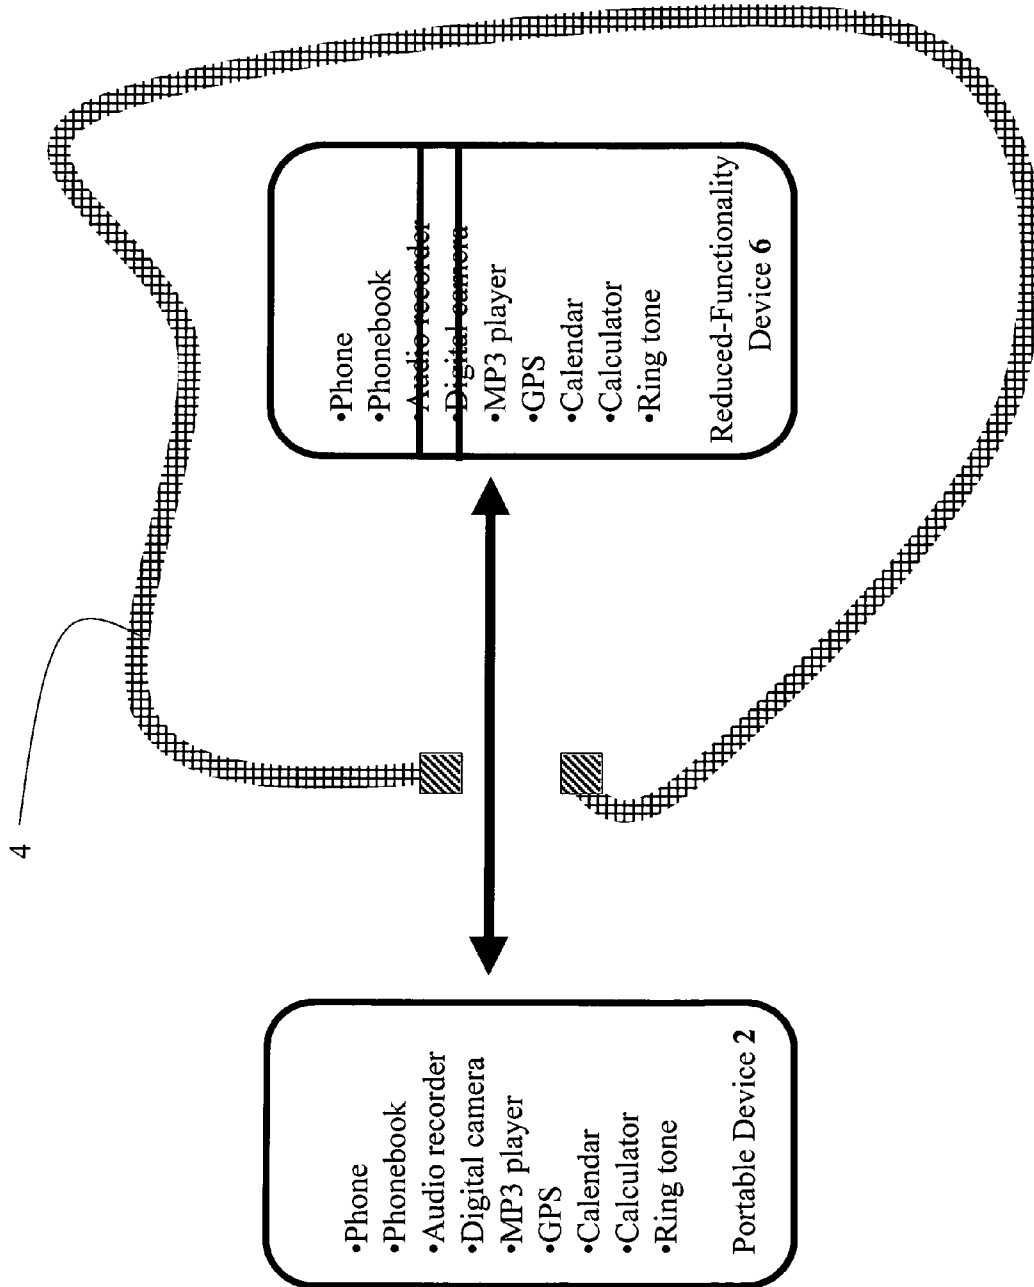 4
•Phone
•Phonebook
•Audio recorder
•Digital camera
•MP3 player
•GPS
•Calendar
•Calculator
•Ring tone
Portable Device 2
•Phone
•Phonebook
•Audio recorder
•Digital camera
•MP3 player
•GPS
•Calendar
•Calculator
•Ring tone
Reduced-Functionality
Device 6